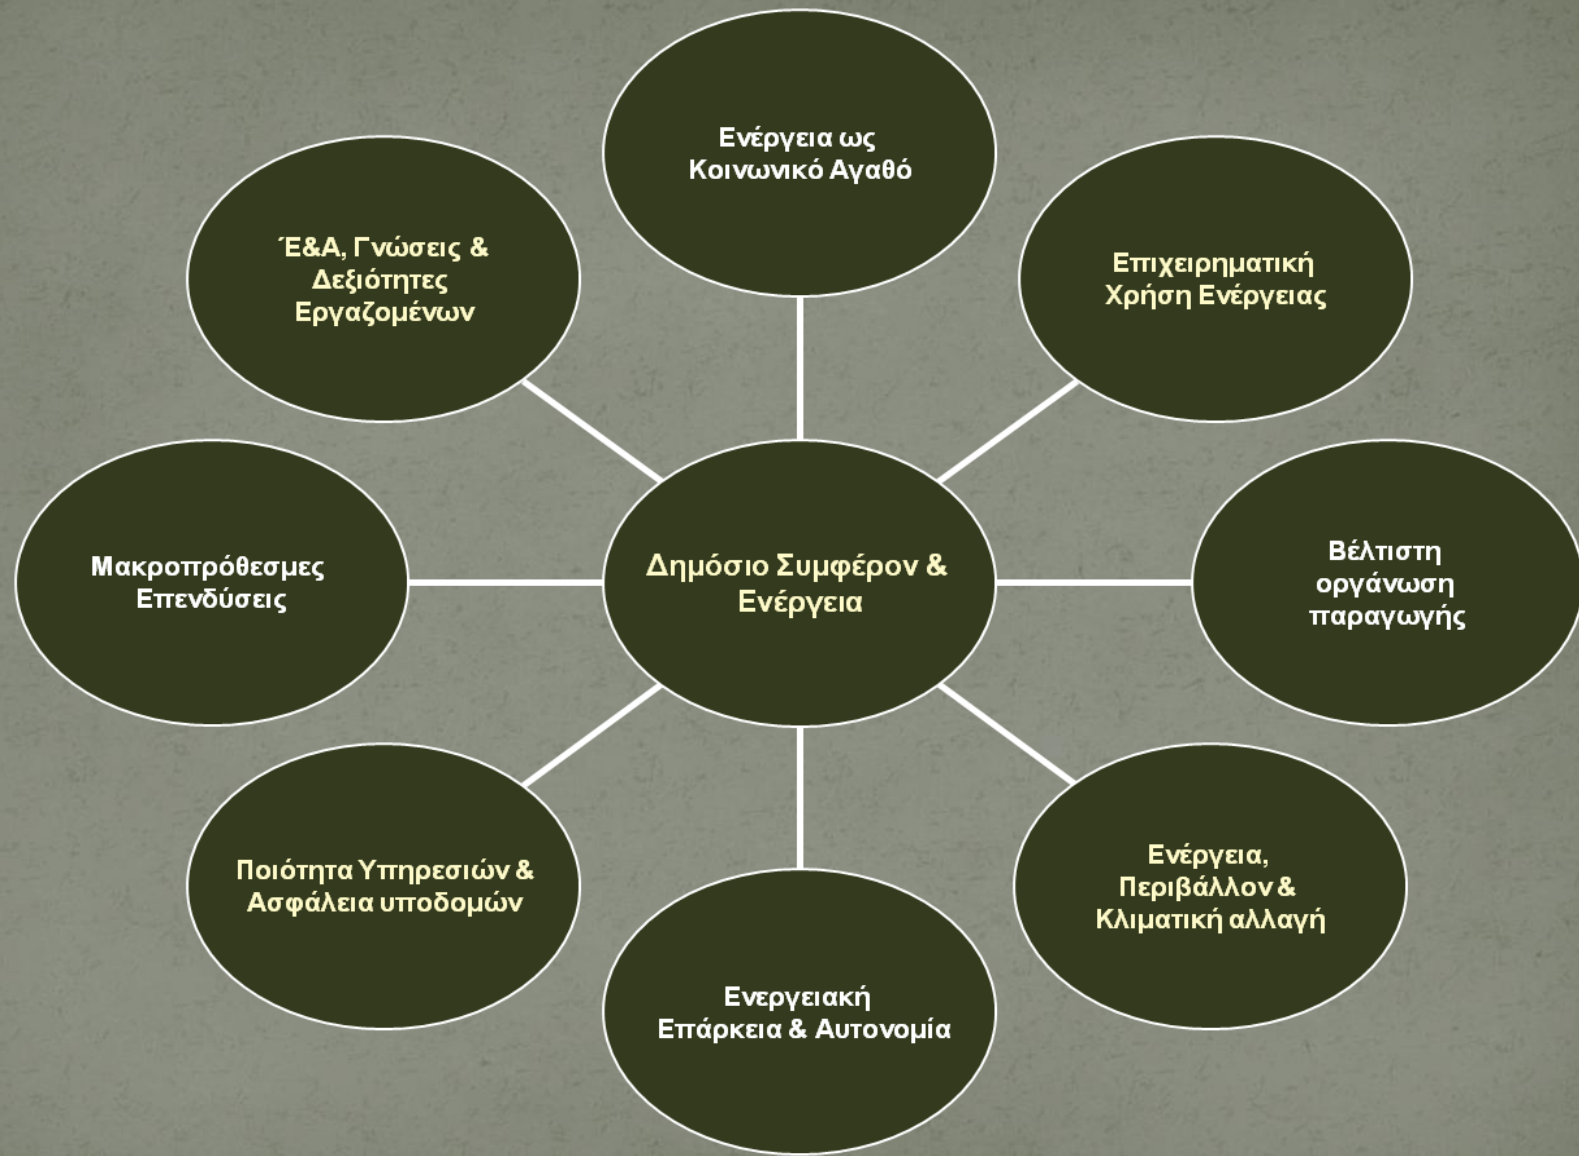 Ενέργεια ως
Κοινωνικό Αγαθό
Έ&Α, Γνώσεις &
Δεξιότητες
Εργαζομένων
Επιχειρηματική
Χρήση Ενέργειας
Μακροπρόθεσμες
Επενδύσεις
Δημόσιο Συμφέρον &
Ενέργεια
Βέλτιστη
οργάνωση
παραγωγής
Ποιότητα Υπηρεσιών &
Ασφάλεια υποδομών
Ενέργεια,
Περιβάλλον &
Κλιματική αλλαγή
Ενεργειακή
Επάρκεια & Αυτονομία